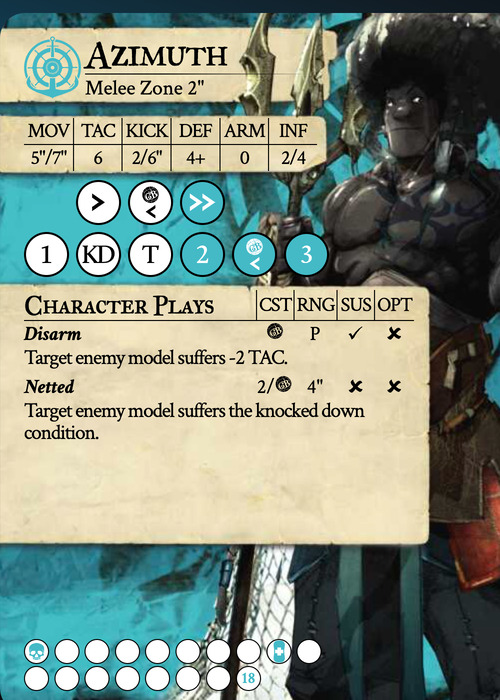 AZIMUTH
Melee Zone 2"
MOV TAC KICK DEF ARM INF
5"/7" 6 2/6" 4+ 0 2/4
> GB < >>
1 KD T 2 GB < 3
CHARACTER PLAYS CST RNG SUS OPT
Disarm GB P ✓ ✘
Target enemy model suffers -2 TAC.
Netted 2/GB 4" ✘ ✘
Target enemy model suffers the knocked down
condition.
18